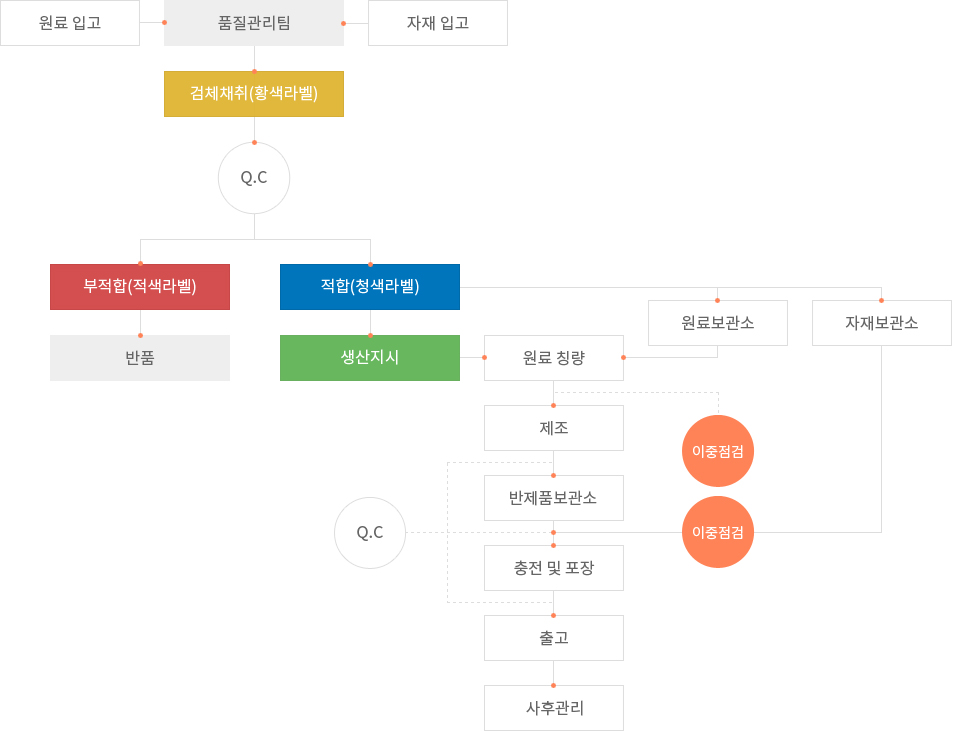 원료 입고
품질관리팀
자재 입고
검체채취(황색라벨)
Q.C
부적합(적색라벨)
적합(청색라벨)
원료보관소
자재보관소
반품
생산지시
원료 칭량
제조
이중점검
반제품보관소
Q.C
이중점검
충전 및 포장
출고
사후관리